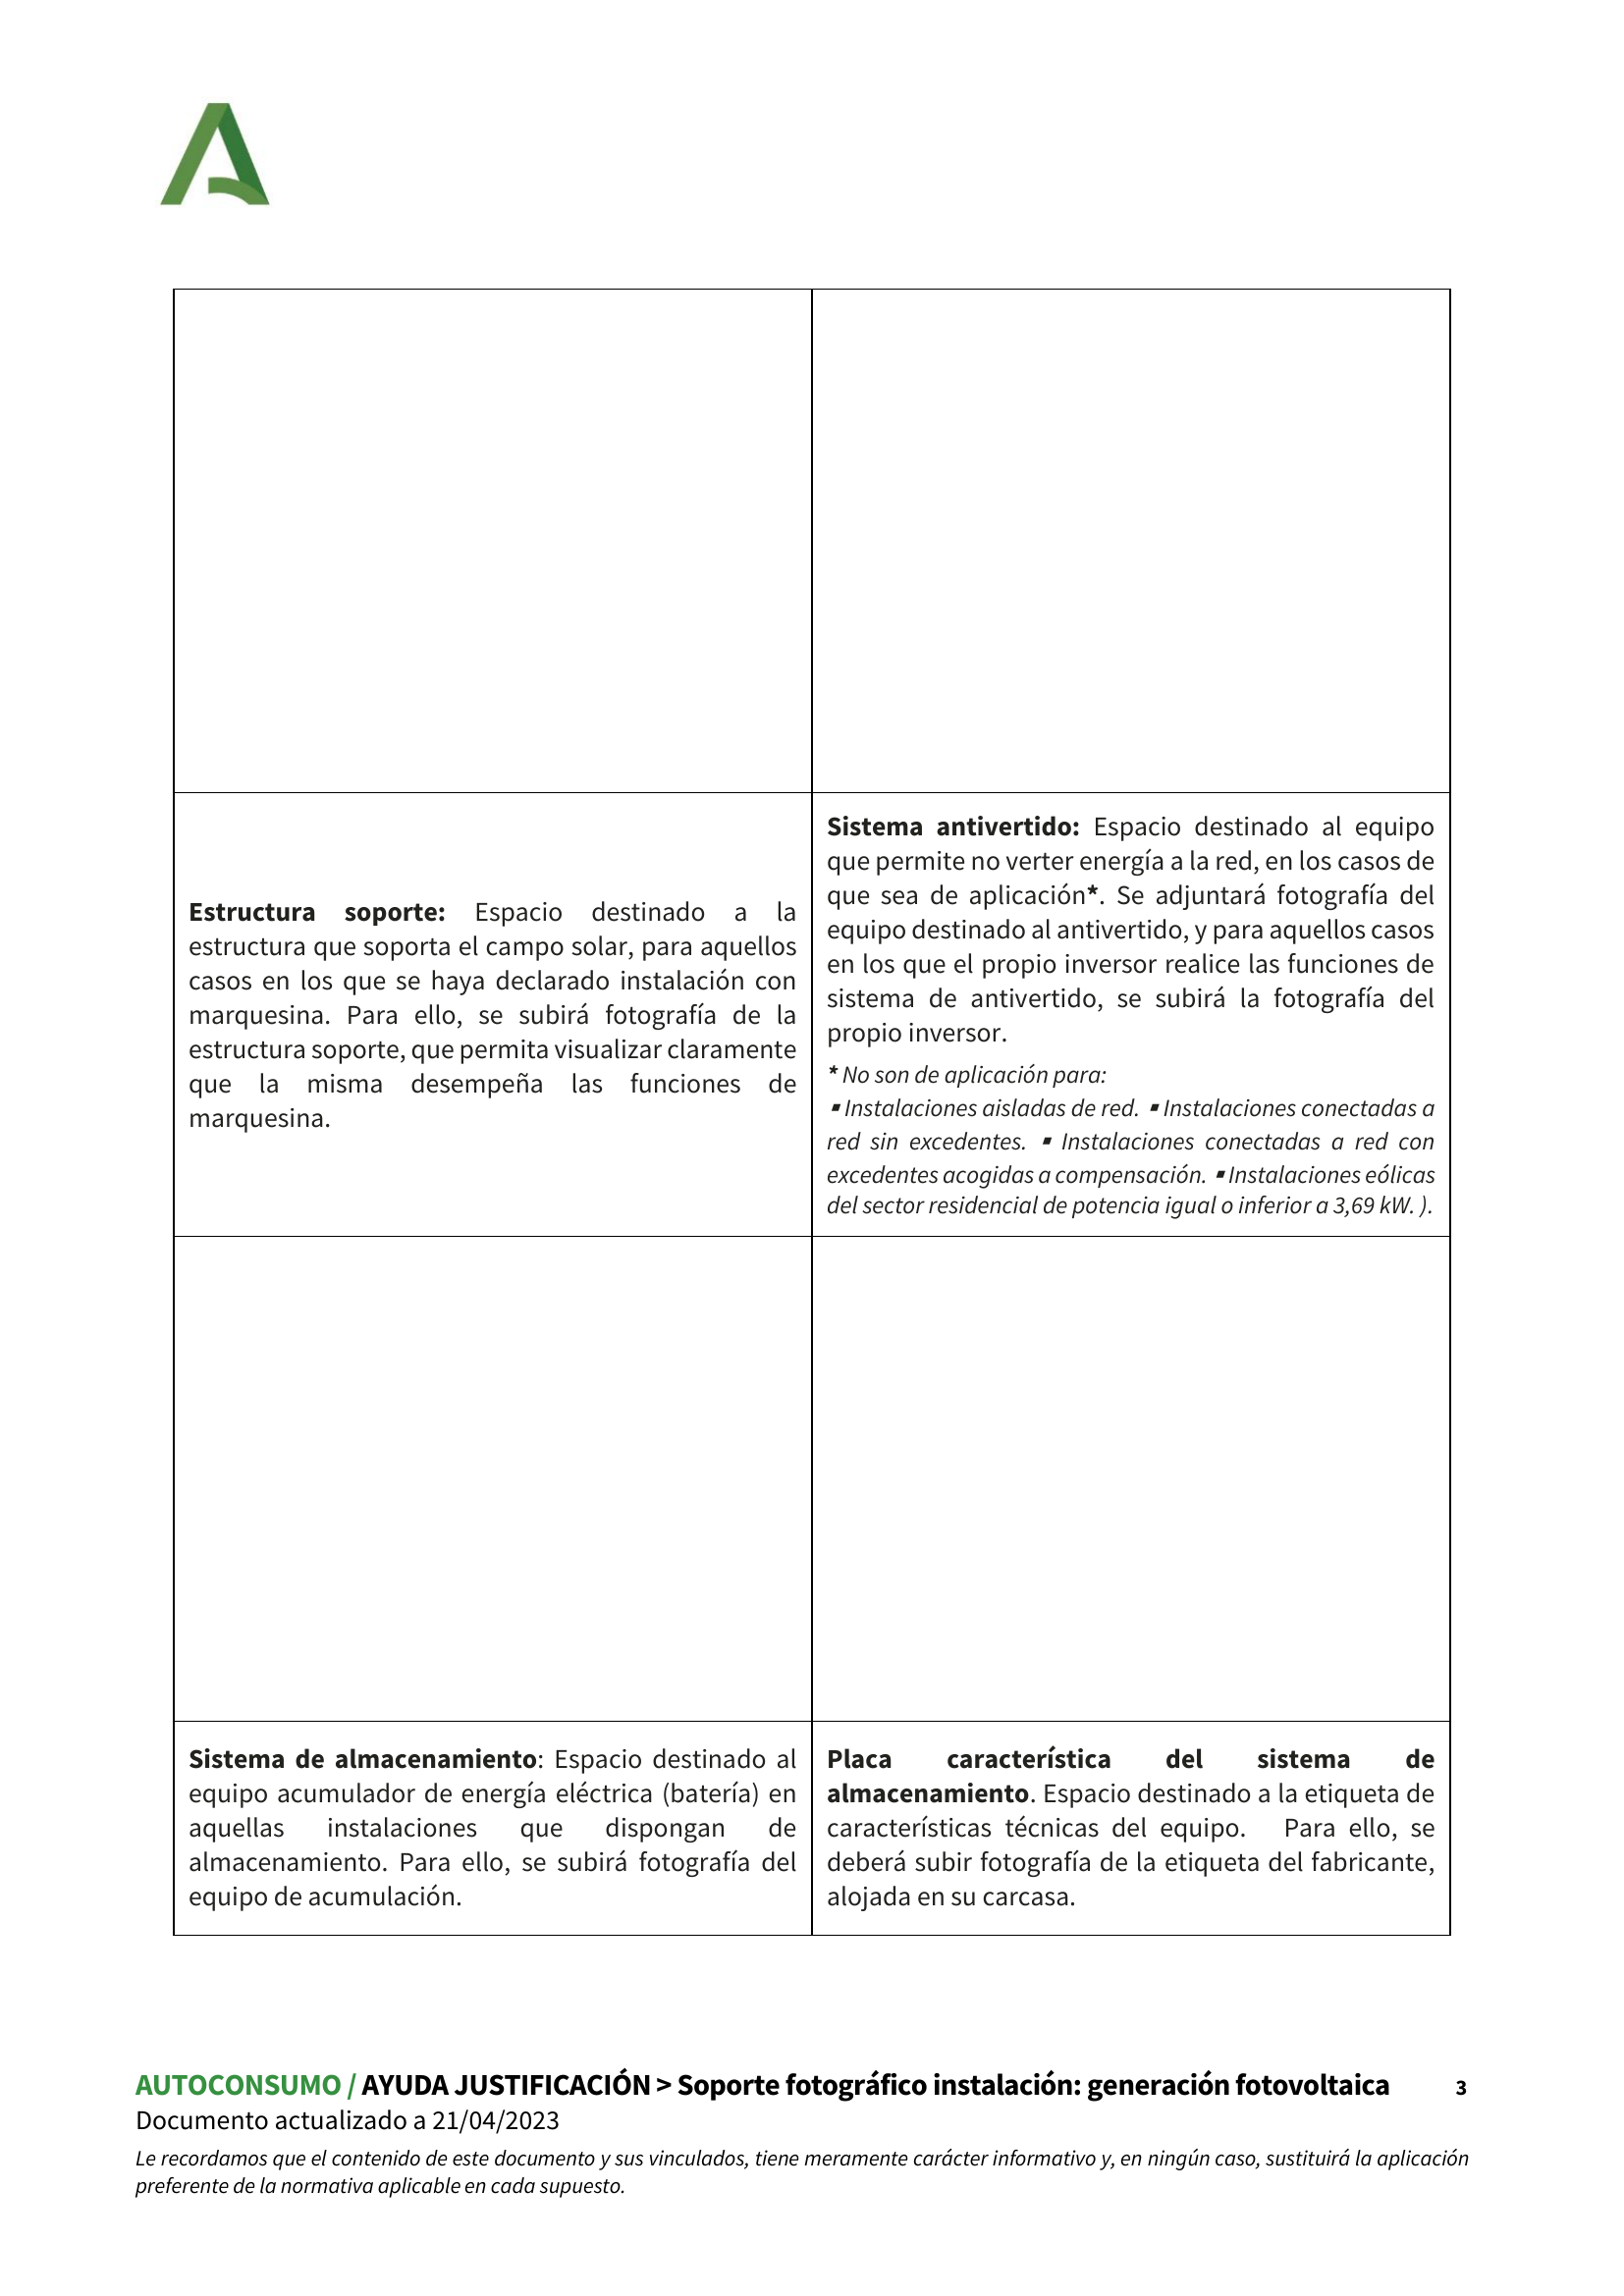 Estructura soporte: Espacio destinado a la
estructura que soporta el campo solar, para aquellos
casos en los que se haya declarado instalación con
marquesina. Para ello, se subirá fotografía de la
estructura soporte, que permita visualizar claramente
que la misma desempeña las funciones de
marquesina.
Sistema antivertido: Espacio destinado al equipo
que permite no verter energía a la red, en los casos de
que sea de aplicación*. Se adjuntará fotografía del
equipo destinado al antivertido, y para aquellos casos
en los que el propio inversor realice las funciones de
sistema de antivertido, se subirá la fotografía del
propio inversor.
* No son de aplicación para:
▪ Instalaciones aisladas de red. ▪ Instalaciones conectadas a
red sin excedentes. ▪ Instalaciones conectadas a red con
excedentes acogidas a compensación. ▪ Instalaciones eólicas
del sector residencial de potencia igual o inferior a 3,69 kW. ).
Sistema de almacenamiento: Espacio destinado al
equipo acumulador de energía eléctrica (batería) en
aquellas instalaciones que dispongan de
almacenamiento. Para ello, se subirá fotografía del
equipo de acumulación.
Placa característica del sistema de
almacenamiento. Espacio destinado a la etiqueta de
características técnicas del equipo. Para ello, se
deberá subir fotografía de la etiqueta del fabricante,
alojada en su carcasa.
AUTOCONSUMO / AYUDA JUSTIFICACIÓN > Soporte fotográfico instalación: generación fotovoltaica 3
Documento actualizado a 21/04/2023
Le recordamos que el contenido de este documento y sus vinculados, tiene meramente carácter informativo y, en ningún caso, sustituirá la aplicación
preferente de la normativa aplicable en cada supuesto.